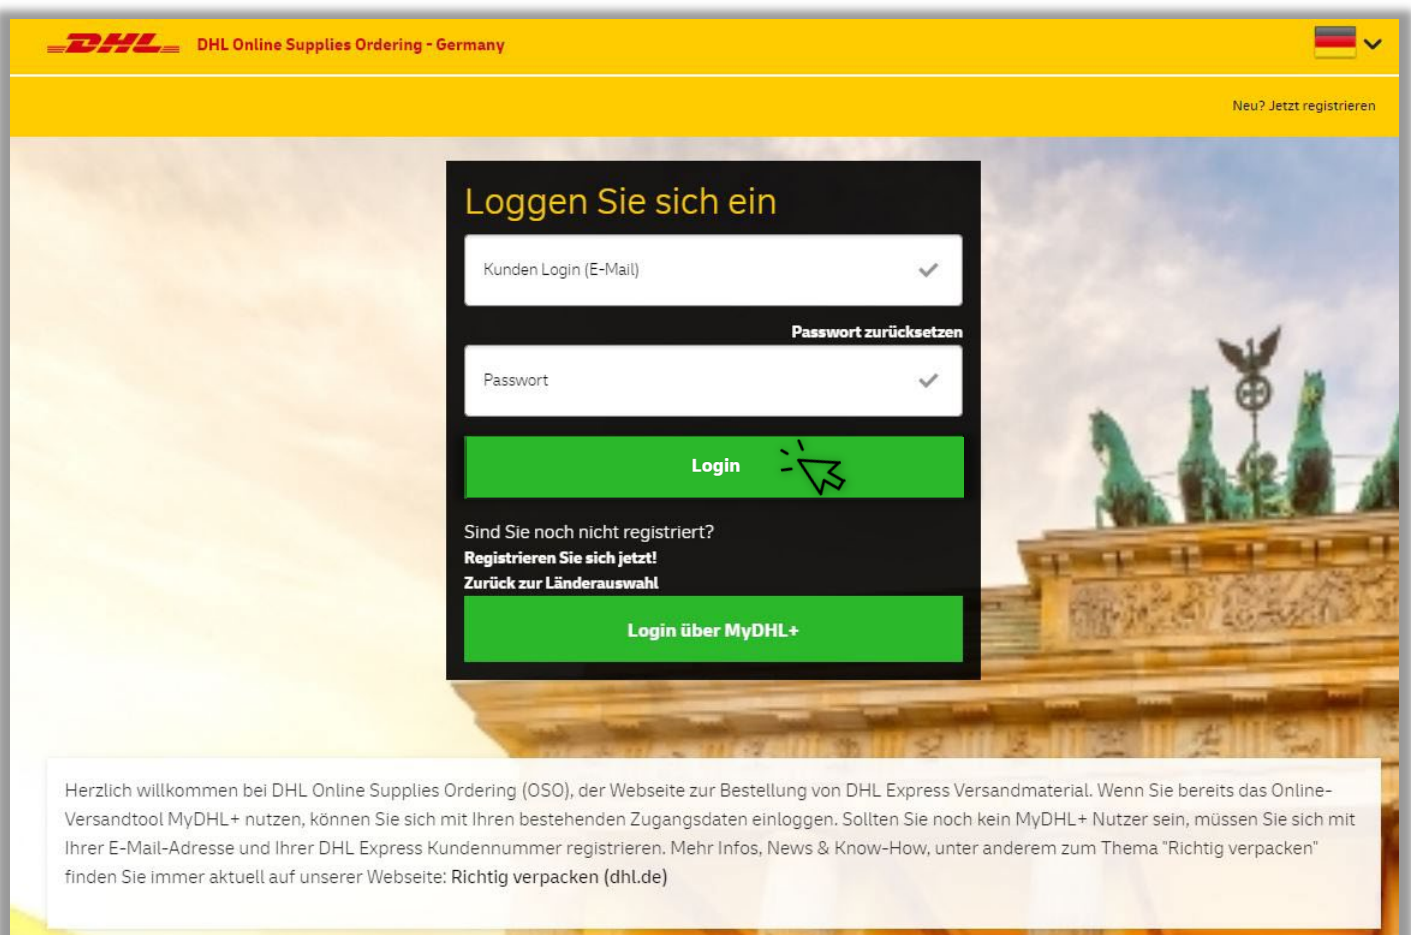 DHL DHL Online Supplies Ordering - Germany
Neu? Jetzt registrieren
Loggen Sie sich ein
Kunden Login (E-Mail)
Passwort zurücksetzen
Passwort
Login
Sind Sie noch nicht registriert?
Registrieren Sie sich jetzt!
Zurück zur Länderauswahl
Login über MyDHL+
Herzlich willkommen bei DHL Online Supplies Ordering (OSO), der Webseite zur Bestellung von DHL Express Versandmaterial. Wenn Sie bereits das Online-
Versandtool MyDHL+ nutzen, können Sie sich mit Ihren bestehenden Zugangsdaten einloggen. Sollten Sie noch kein MyDHL+ Nutzer sein, müssen Sie sich mit
Ihrer E-Mail-Adresse und Ihrer DHL Express Kundennummer registrieren. Mehr Infos, News & Know-How, unter anderem zum Thema "Richtig verpacken"
finden Sie immer aktuell auf unserer Webseite: Richtig verpacken (dhl.de)